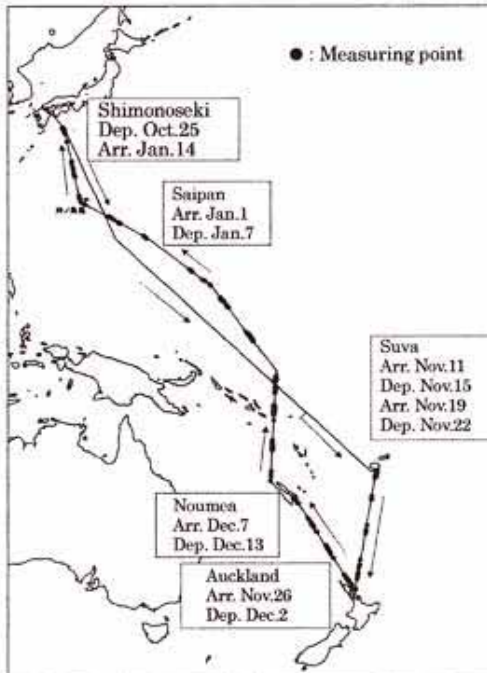 ● : Measuring point
Shimonoseki
Dep. Oct.25
Arr. Jan.14
Saipan
Arr. Jan.1
Dep. Jan.7
Suva
Arr. Nov.11
Dep. Nov.15
Arr. Nov.19
Dep. Nov.22
Noumea
Arr. Dec.7
Dep. Dec.13
Auckland
Arr. Nov.26
Dep. Dec.2